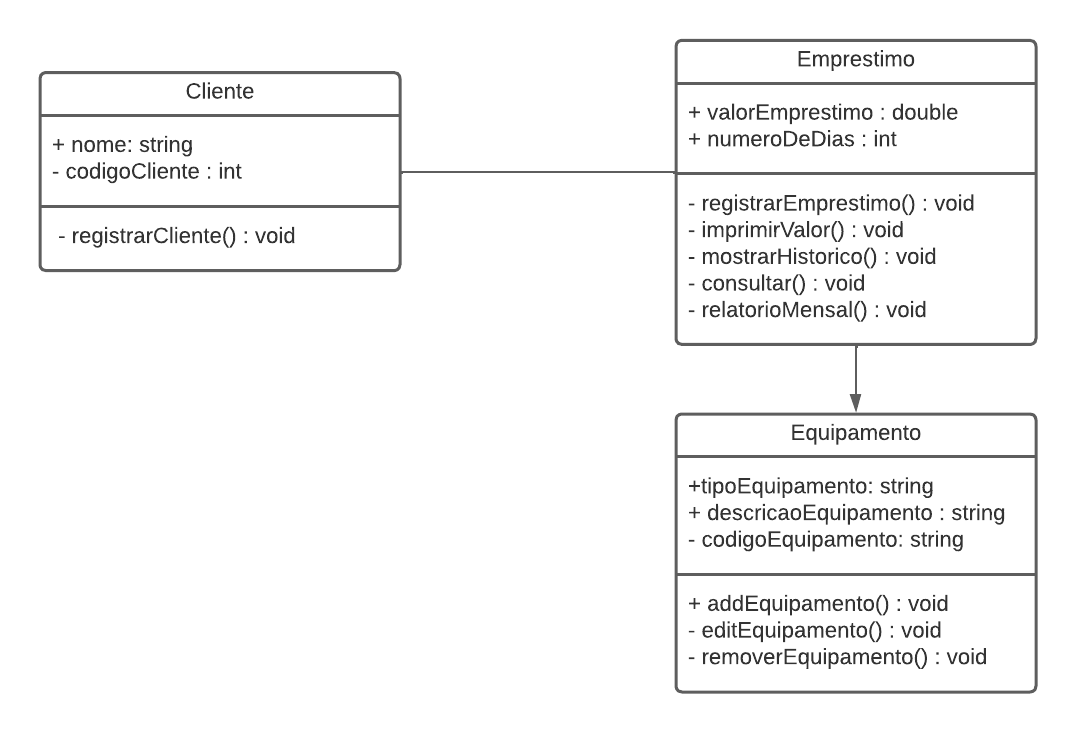 Cliente
+ nome: string
- codigoCliente : int
- registrarCliente() : void
Emprestimo
+ valorEmprestimo : double
+ numeroDeDias : int
- registrarEmprestimo() : void
- imprimirValor() : void
- mostrarHistorico() : void
- consultar() : void
- relatorioMensal() : void
Equipamento
+tipoEquipamento: string
+ descricaoEquipamento : string
- codigoEquipamento: string
+ addEquipamento() : void
- editEquipamento() : void
- removerEquipamento() : void